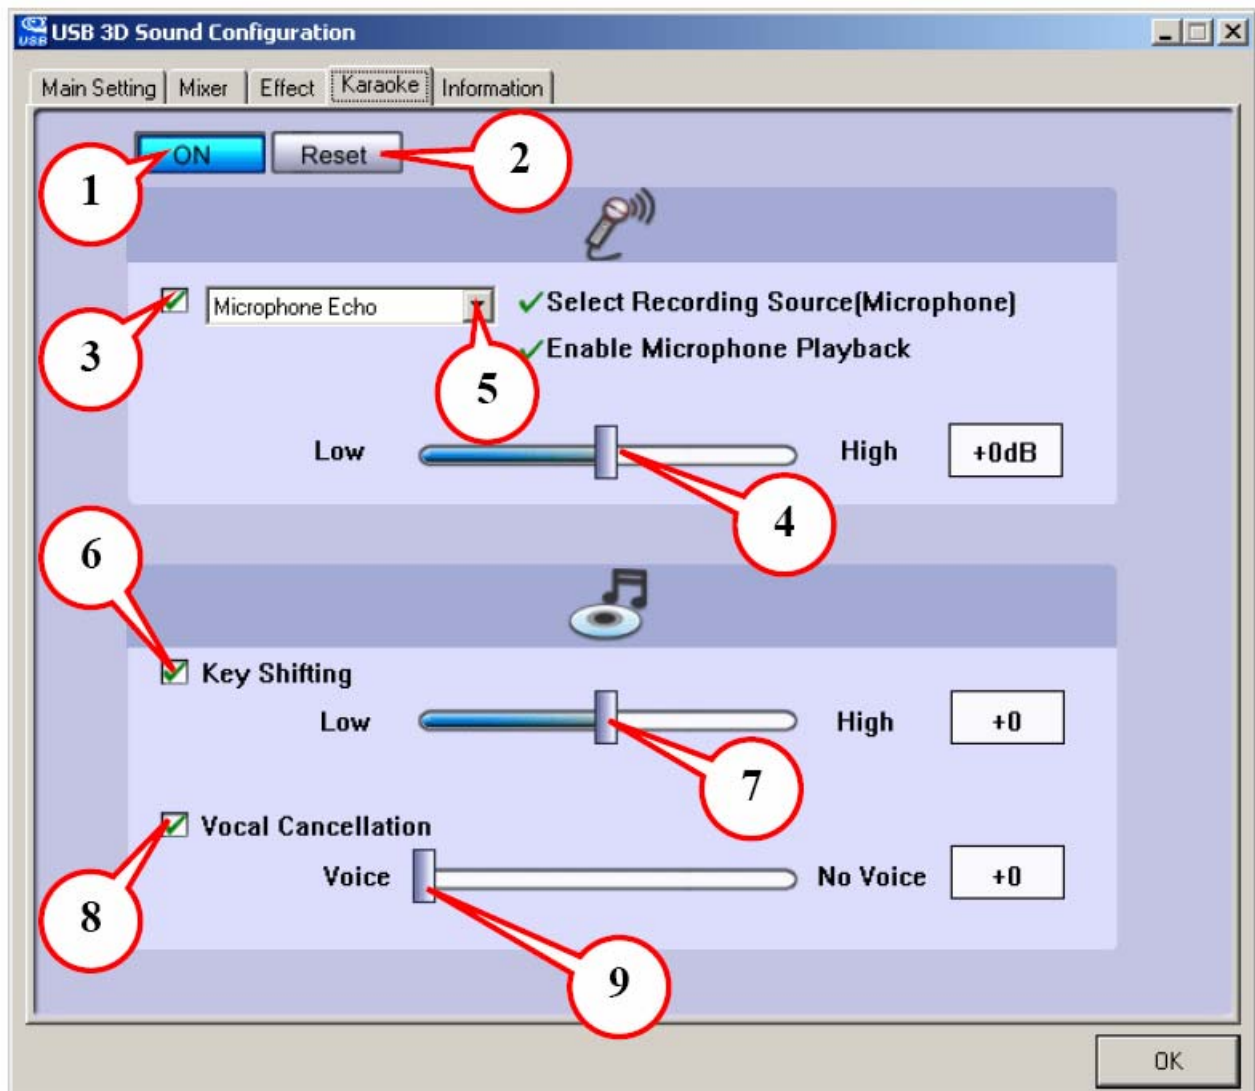 USB USB 3D Sound Configuration
Main Setting Mixer Effect Karaoke Information
ON Reset
1 2
Microphone Echo Select Recording Source(Microphone)
3 Enable Microphone Playback
5
Low High +0dB
4
6
Key Shifting
Low High +0
7
Vocal Cancellation
Voice No Voice +0
8
9
OK